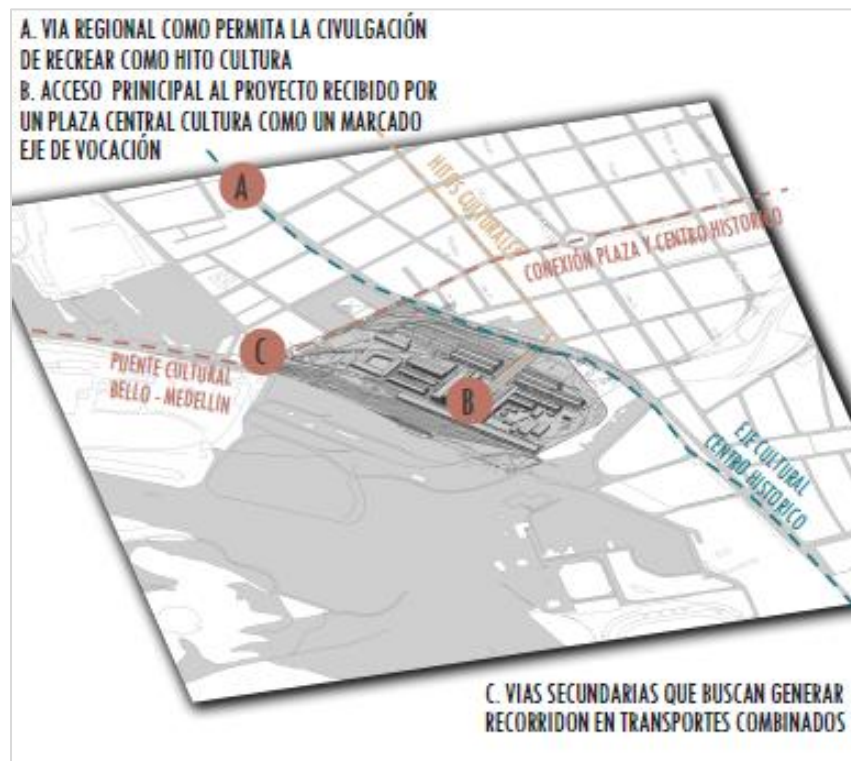 A. VIA REGIONAL COMO PERMITA LA CIVULGACIÓN
DE RECREAR COMO HITO CULTURA
B. ACCESO PRINICIPAL AL PROYECTO RECIBIDO POR
UN PLAZA CENTRAL CULTURA COMO UN MARCADO
EJE DE VOCACIÓN
A
HITOS CULTURALES
CONEXIÓN PLAZA Y CENTRO HISTORICO
C
PUENTE CULTURAL
BELLO - MEDELLÍN
B
EJE CULTURAL
CENTRO HISTORICO
C. VIAS SECUNDARIAS QUE BUSCAN GENERAR
RECORRIDON EN TRANSPORTES COMBINADOS